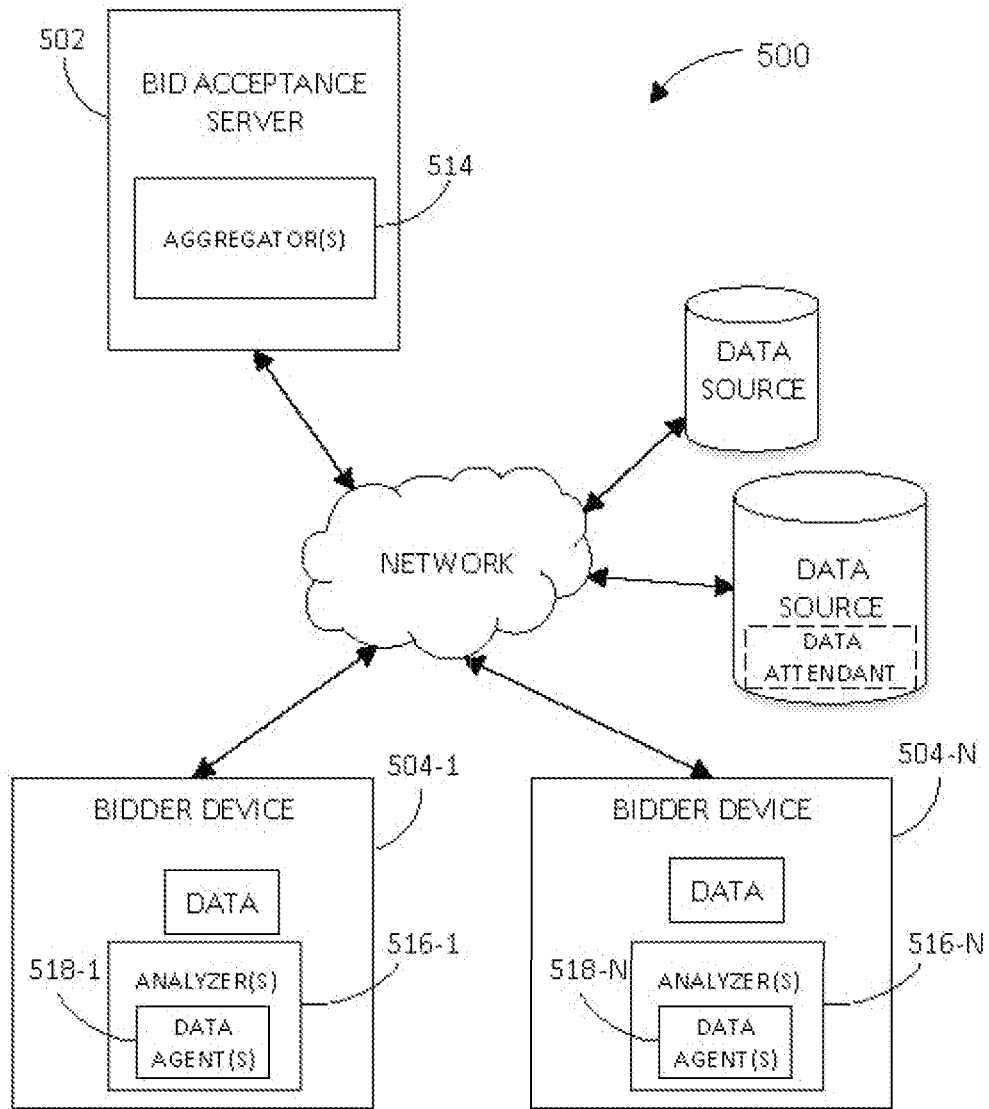 502
500
BID ACCEPTANCE
SERVER
514
AGGREGATOR(S)
DATA
SOURCE
NETWORK
DATA
SOURCE
DATA
ATTENDANT
504-1
504-N
BIDDER DEVICE
BIDDER DEVICE
DATA
DATA
516-1
516-N
518-1
ANALYZER(S)
518-N
ANALYZER(S)
DATA
AGENT(S)
DATA
AGENT(S)